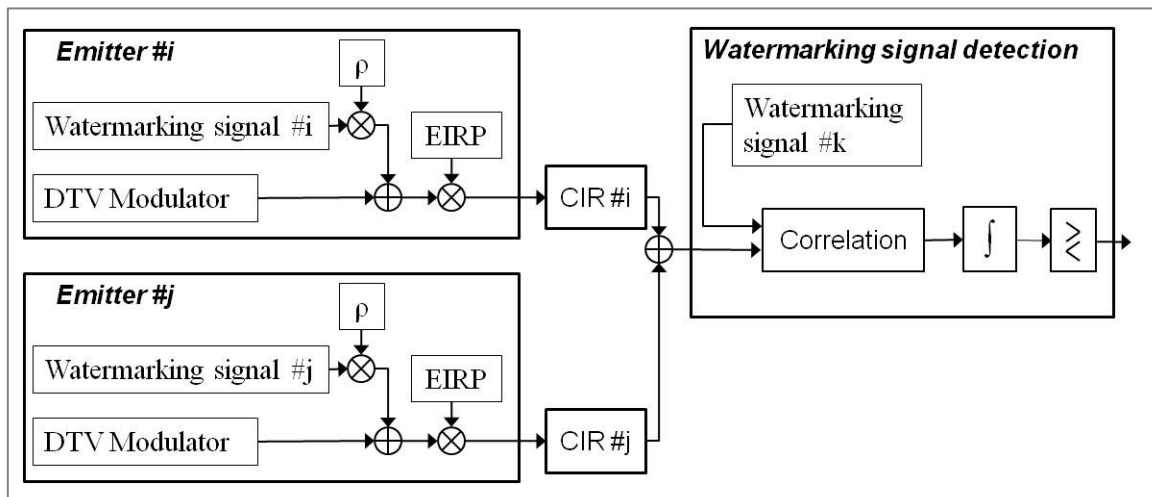 Emitter #i
ρ
Watermarking signal #i
EIRP
DTV Modulator
CIR #i
Emitter #j
ρ
Watermarking signal #j
EIRP
DTV Modulator
CIR #j
Watermarking signal detection
Watermarking
signal #k
Correlation
∫
><